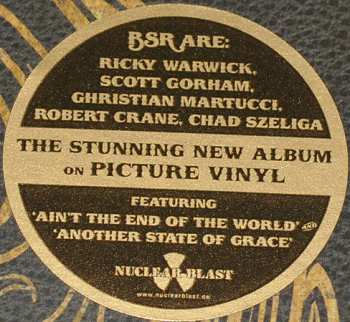 BSR ARE:
RICKY WARWICK,
SCOTT GORHAM,
GHRISTIAN MARTUCCI,
ROBERT CRANE, CHAD SZELIGA
THE STUNNING NEW ALBUM
ON PICTURE VINYL
FEATURING
'AIN'T THE END OF THE WORLD' AND
'ANOTHER STATE OF GRACE'
NUCLEAR BLAST
www.nuclearblast.de